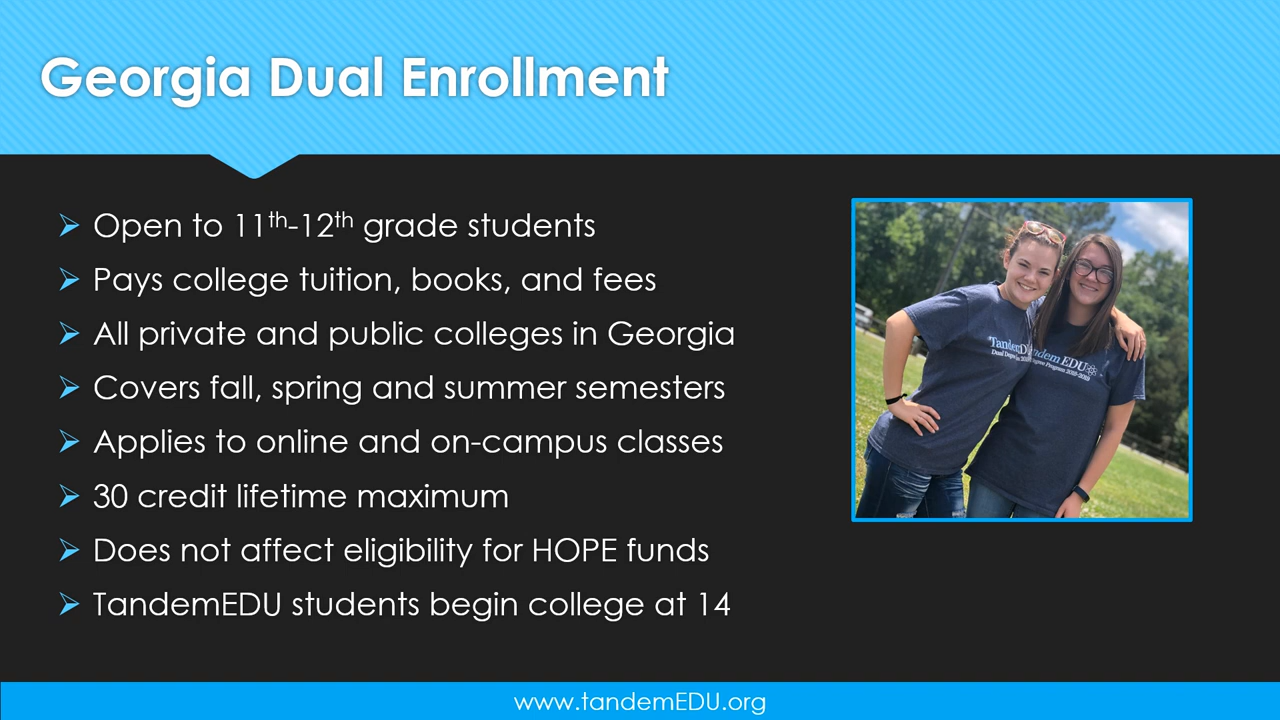 Georgia Dual Enrollment
Open to 11th-12th grade students
Pays college tuition, books, and fees
All private and public colleges in Georgia
Covers fall, spring and summer semesters
Applies to online and on-campus classes
30 credit lifetime maximum
Does not affect eligibility for HOPE funds
TandemEDU students begin college at 14
Tandem EDU
www.tandemEDU.org